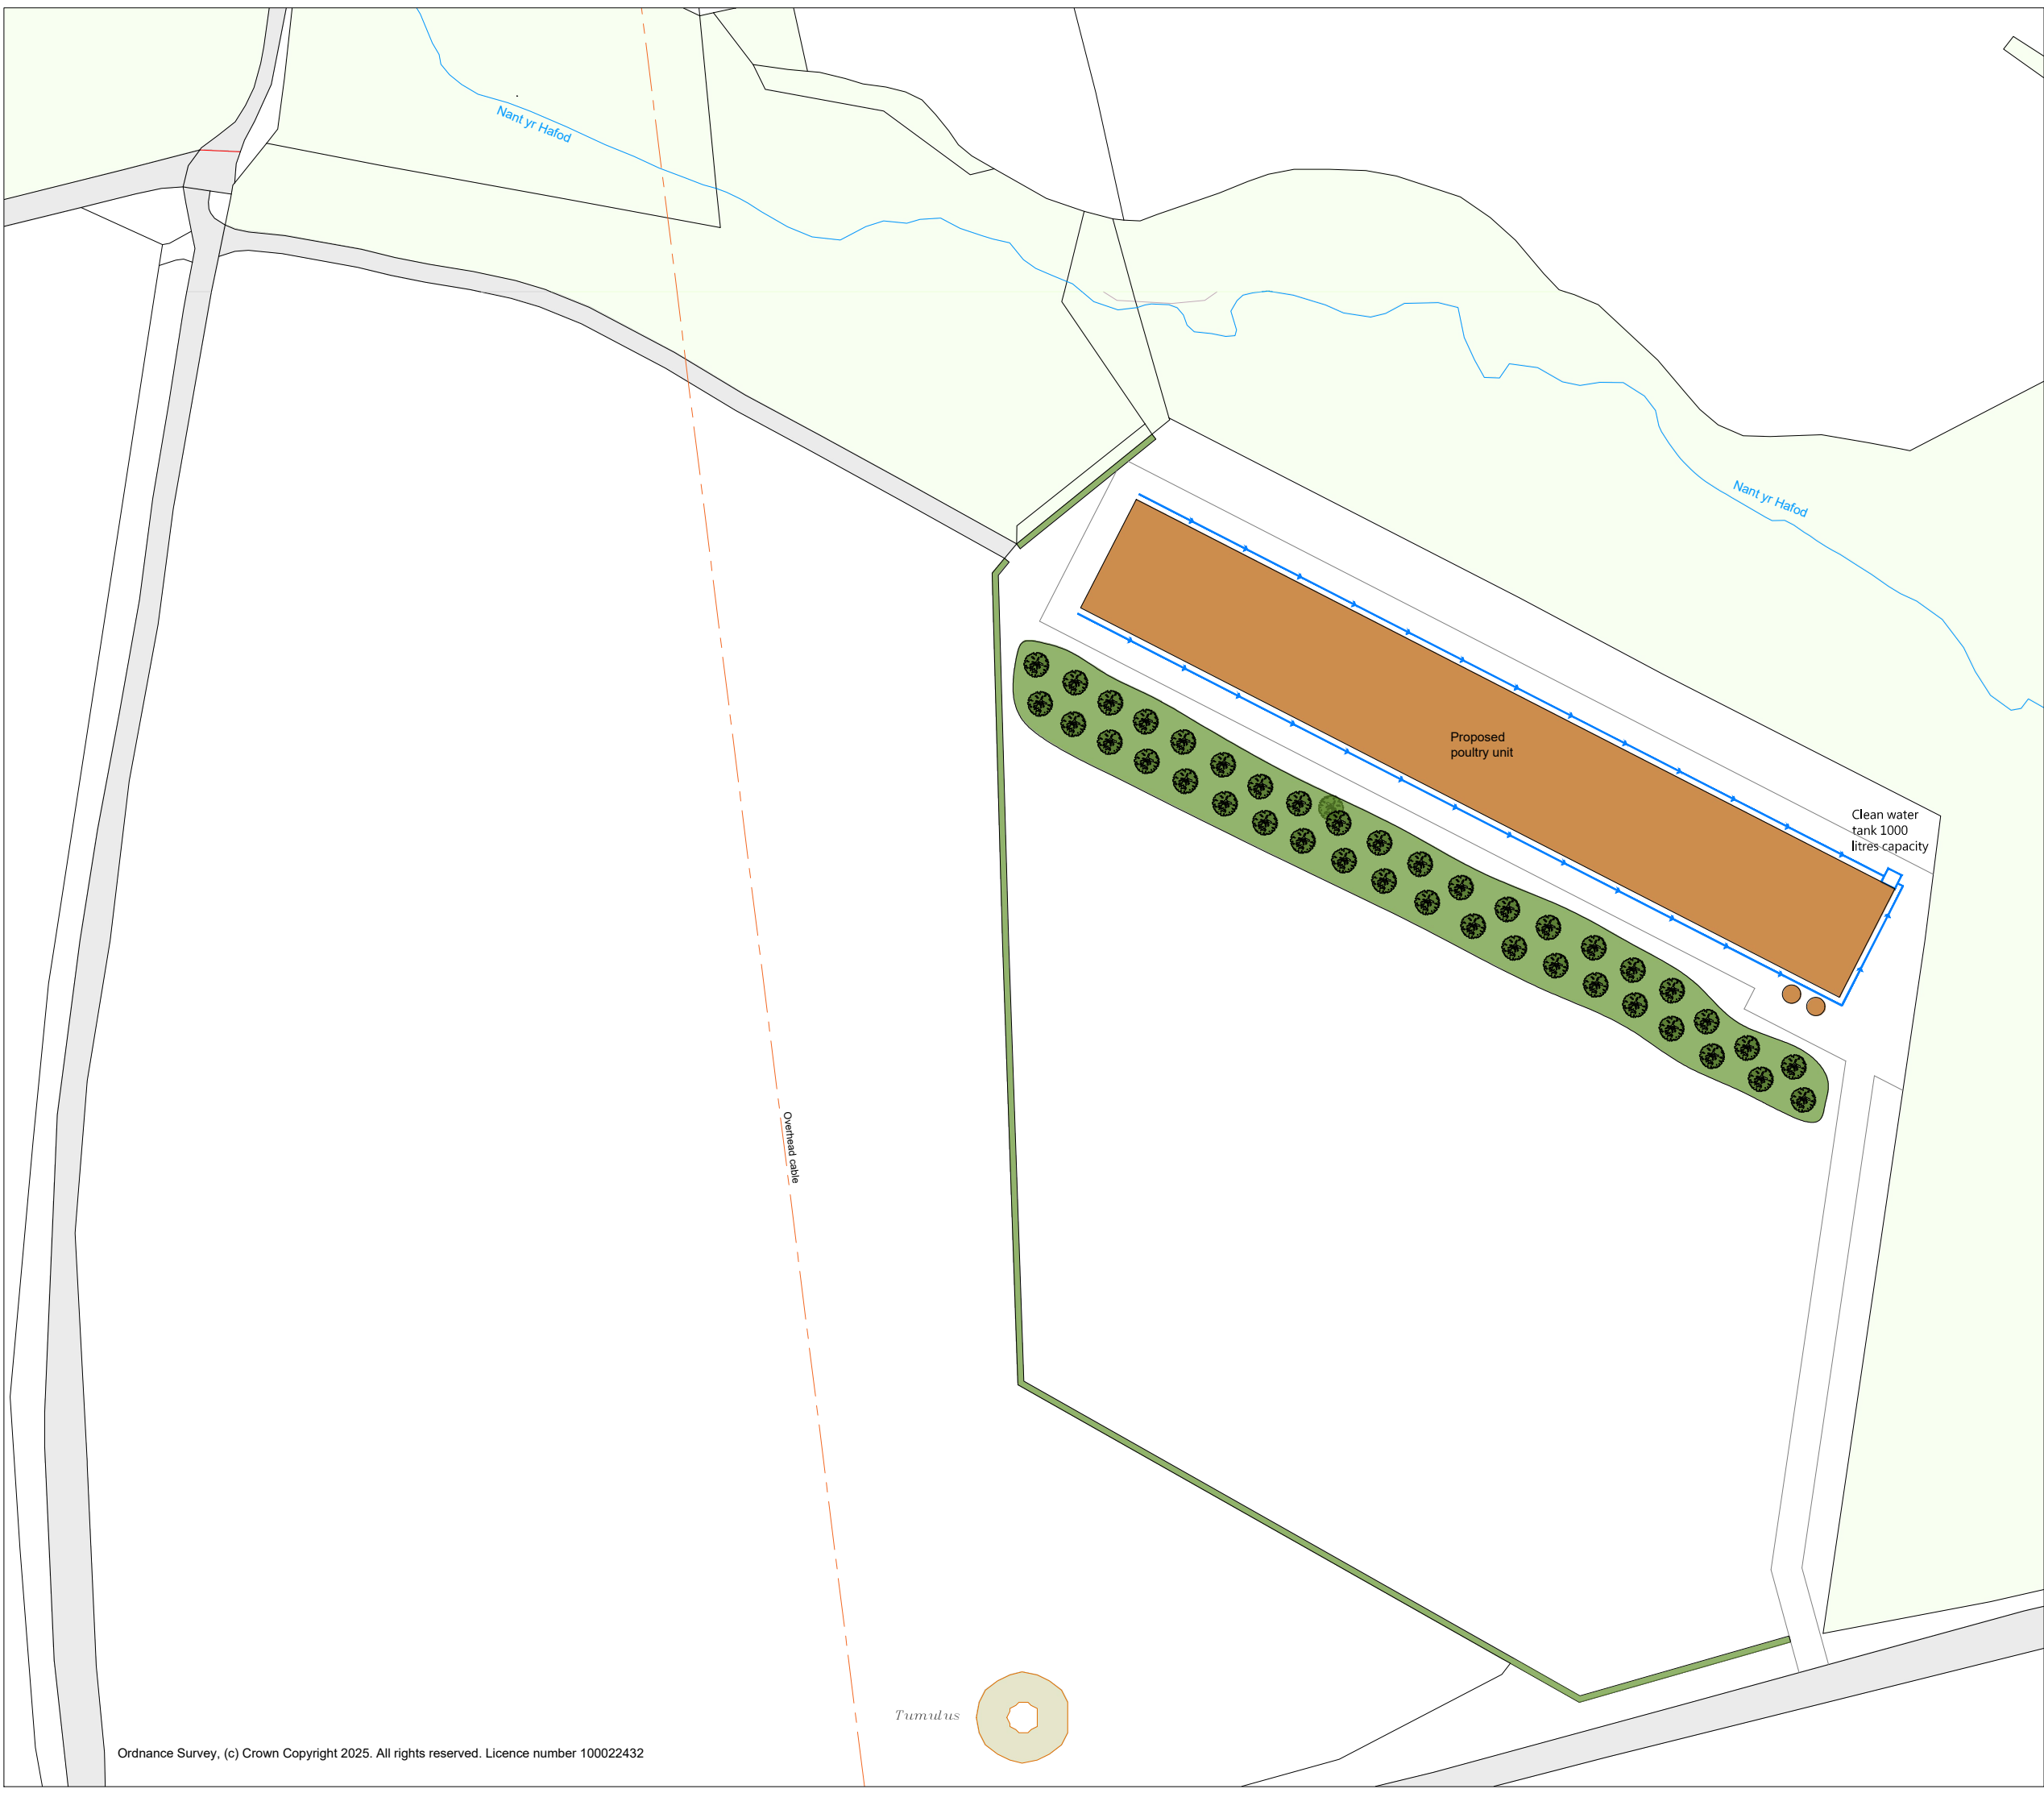 Nant yr Hafod
Nant yr Hafod
Proposed
poultry unit
Clean water
tank 1000
litres capacity
Overhead cable
Tumulus
Ordnance Survey, (c) Crown Copyright 2025. All rights reserved. Licence number 100022432